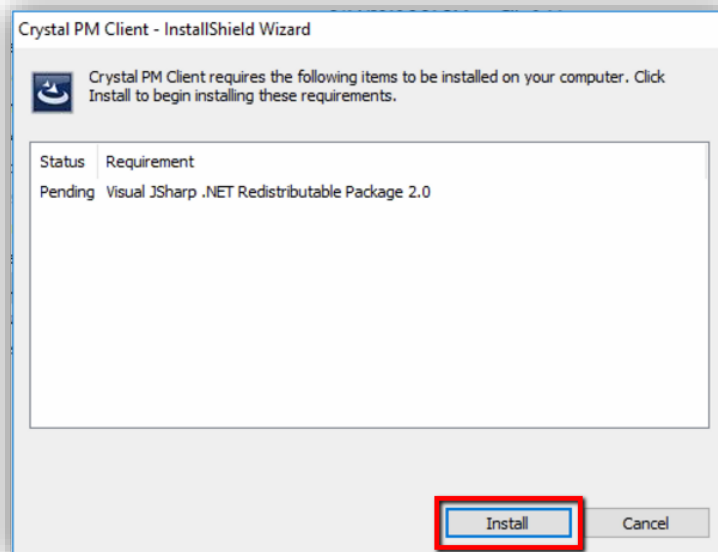 Crystal PM Client - InstallShield Wizard
Crystal PM Client requires the following items to be installed on your computer. Click
Install to begin installing these requirements.
Status Requirement
Pending Visual JSharp .NET Redistributable Package 2.0
Install Cancel